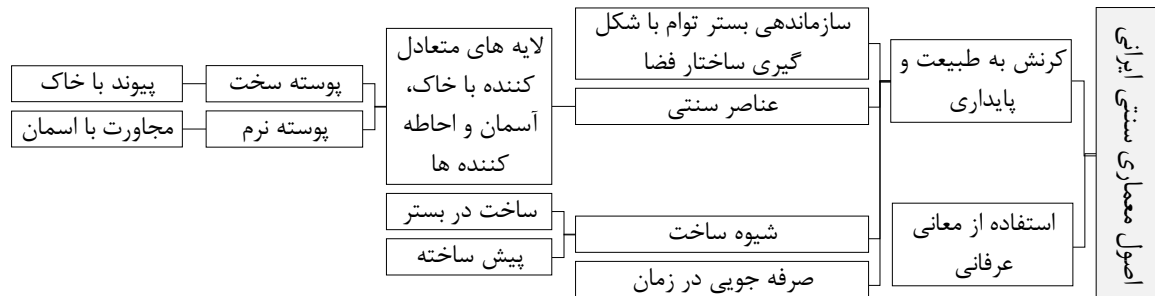 اصول معماری سنتی ایرانی
کرنش به طبیعت و
پایداری
استفاده از معانی
عرفانی
سازماندهی بستر توام با شکل
گیری ساختار فضا
عناصر سنتی
شیوه ساخت
صرفه جویی در زمان
لایه های متعادل
کننده با خاک،
آسمان و احاطه
کننده ها
ساخت در بستر
پیش ساخته
پوسته سخت
پوسته نرم
پیوند با خاک
مجاورت با اسمان